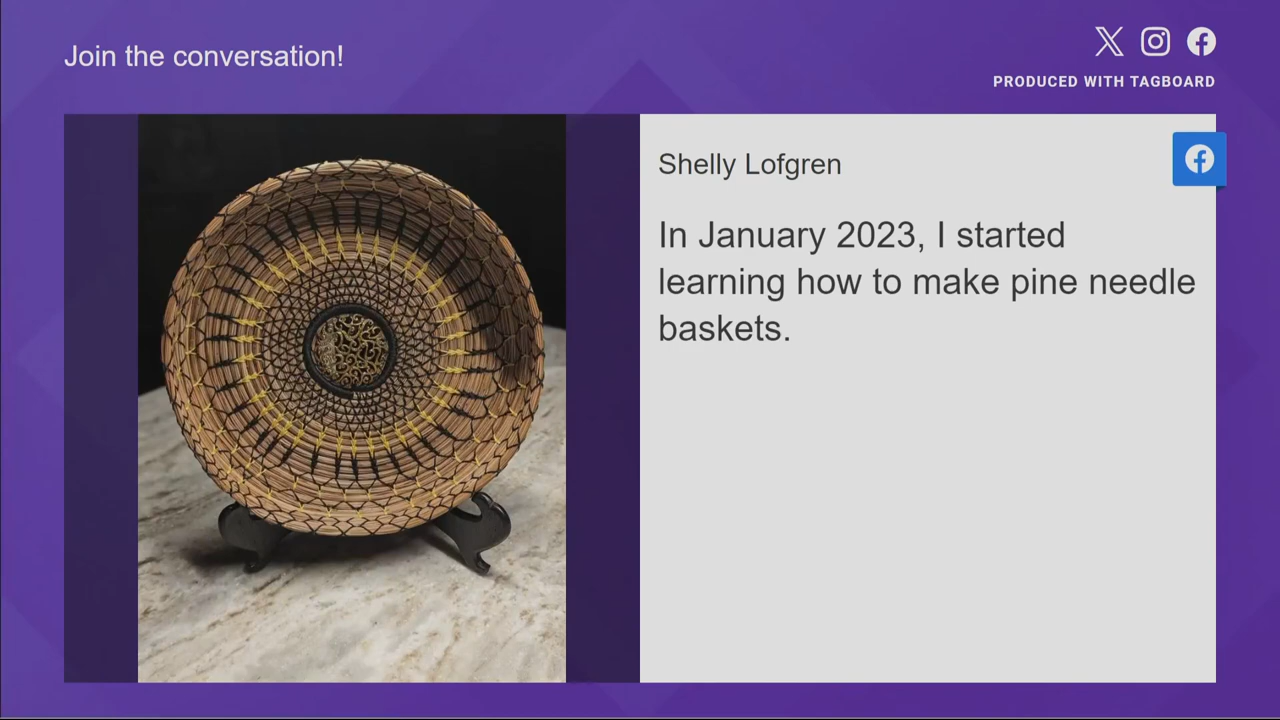 Join the conversation!
PRODUCED WITH TAGBOARD
Shelly Lofgren
In January 2023, I started
learning how to make pine needle
baskets.